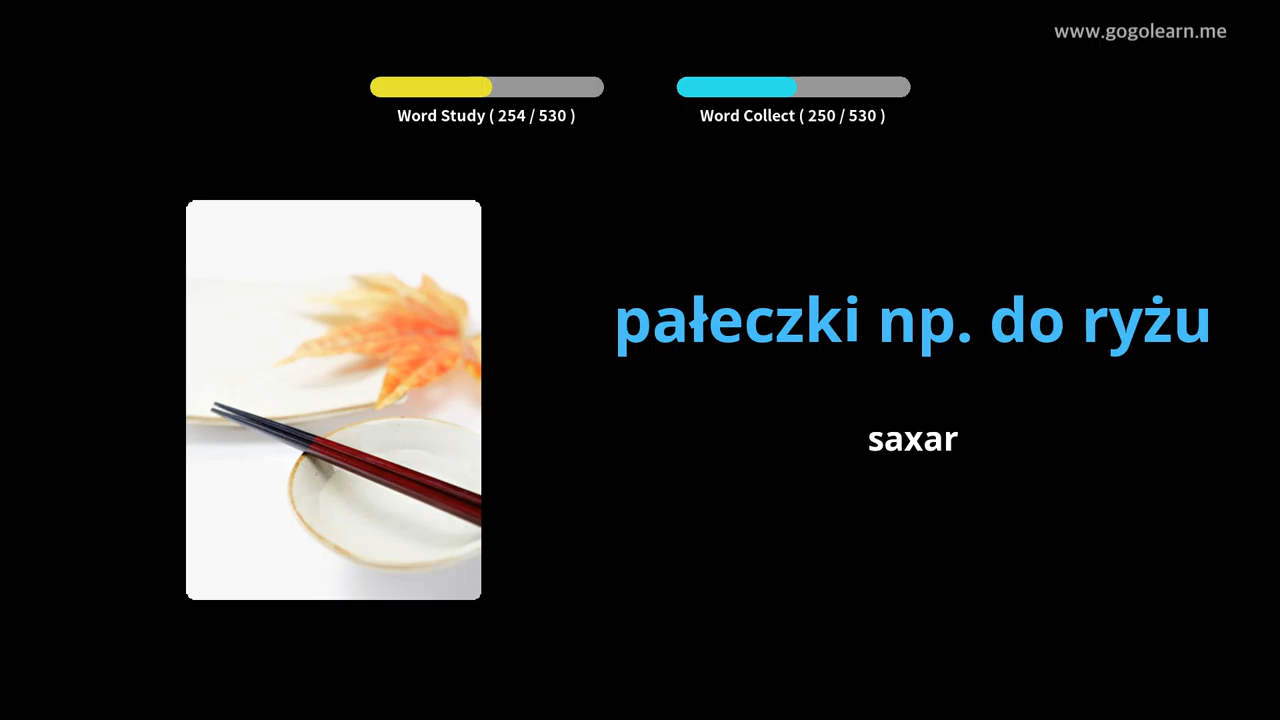 www.gogolearn.me
Word Study ( 254 / 530 )
Word Collect ( 250 / 530 )
pałeczki np. do ryżu
saxar